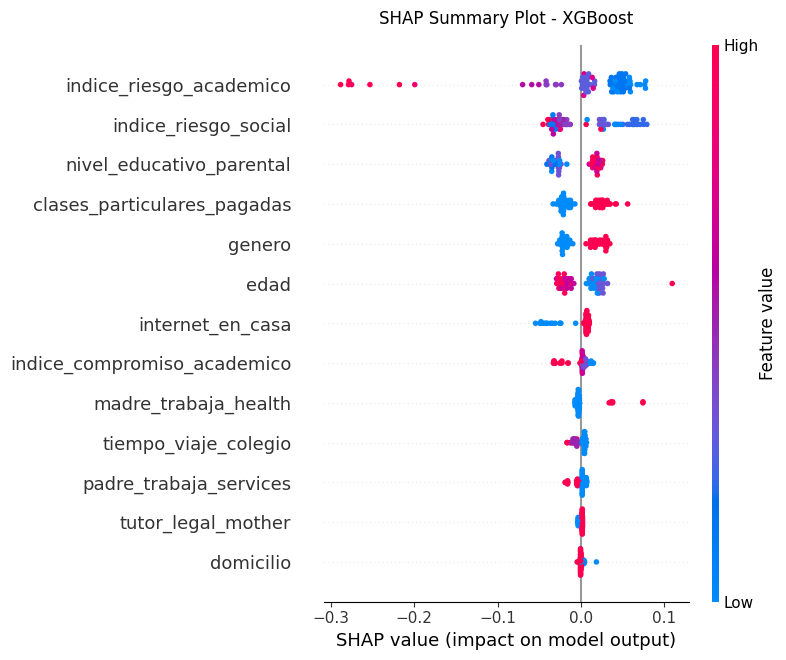 SHAP Summary Plot - XGBoost
High
indice_riesgo_academico
indice_riesgo_social
nivel_educativo_parental
clases_particulares_pagadas
genero
edad
internet_en_casa
indice_compromiso_academico
madre_trabaja_health
tiempo_viaje_colegio
padre_trabaja_services
tutor_legal_mother
domicilio
Feature value
Low
−0.3 −0.2 −0.1 0.0 0.1
SHAP value (impact on model output)